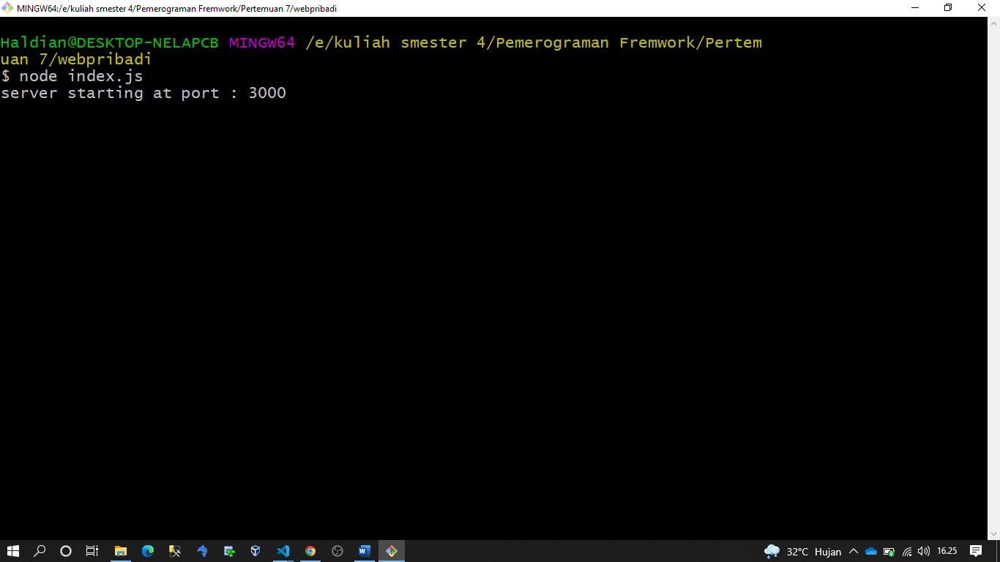 MINGW64:/e/kuliah smester 4/Pemerograman Fremwork/Pertemuan 7/webpribadi
Haldian@DESKTOP-NELAPCB MINGW64 /e/kuliah smester 4/Pemerograman Fremwork/Pertem
uan 7/webpribadi
$ node index.js
server starting at port : 3000
32°C Hujan 16.25